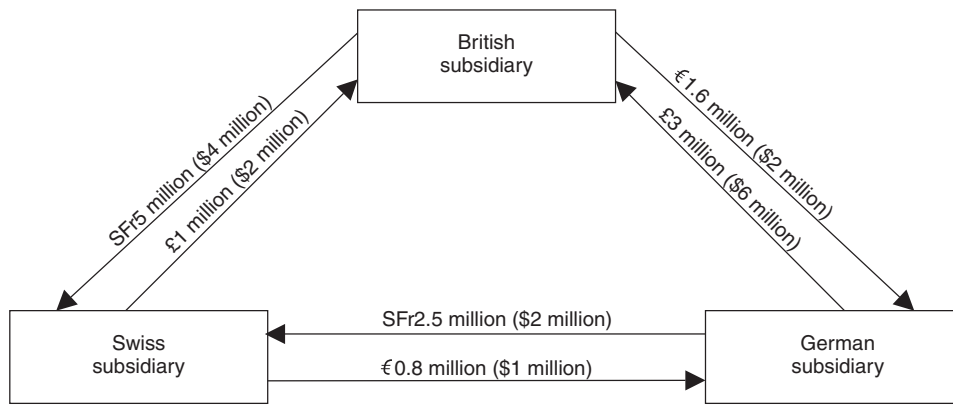 British
subsidiary
SFr5 million ($4 million)
£1 million ($2 million)
€1.6 million ($2 million)
£3 million ($6 million)
Swiss
subsidiary
SFr2.5 million ($2 million)
€0.8 million ($1 million)
German
subsidiary